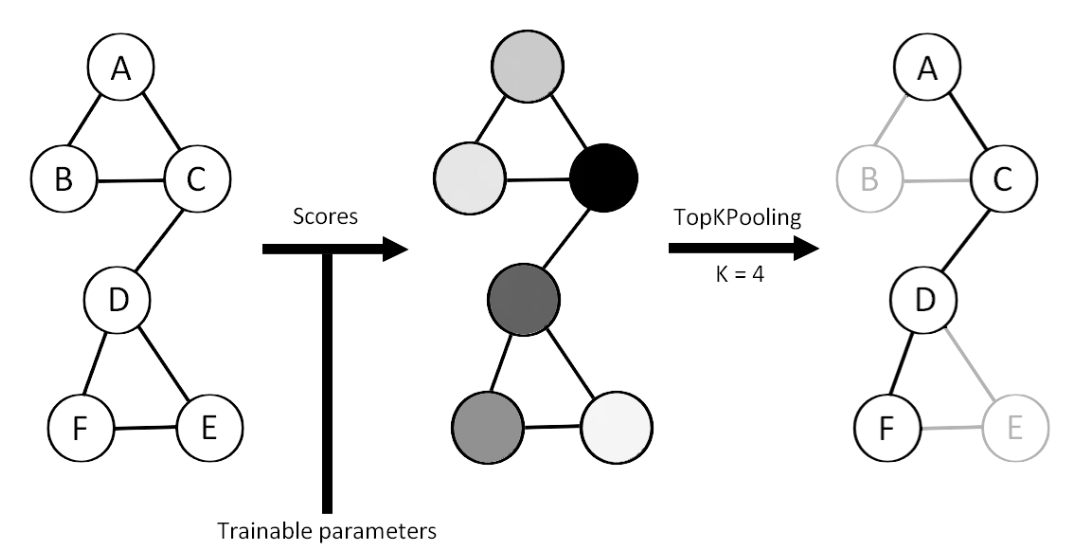 A
B
C
D
F
E
Scores
Trainable parameters
TopKPooling
K = 4
A
B
C
D
F
E